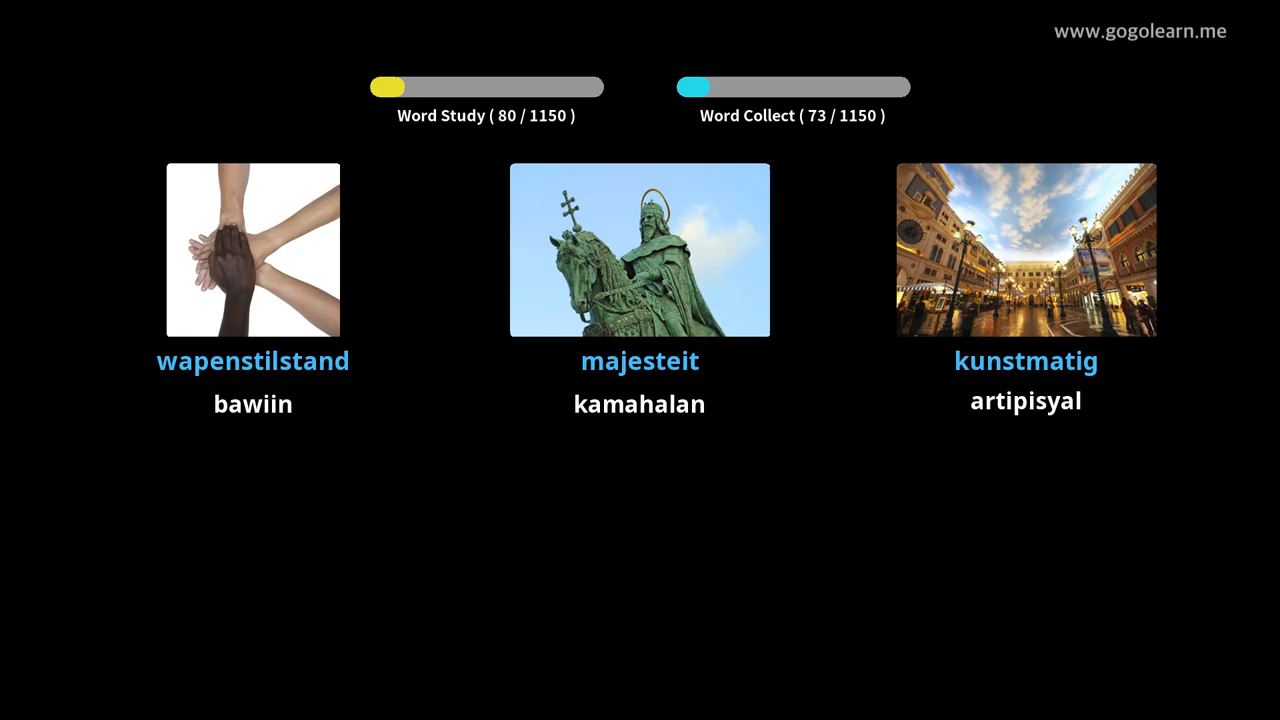 www.gogolearn.me
Word Study ( 80 / 1150 )
Word Collect ( 73 / 1150 )
wapenstilstand
majesteit
kunstmatig
bawiin
kamahalan
artipisyal